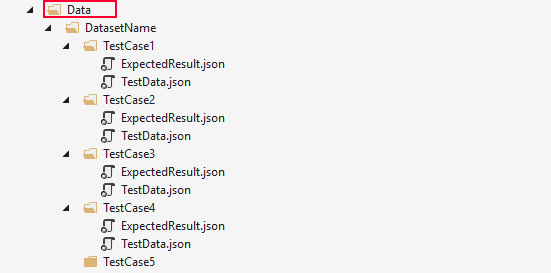 Data
DatasetName
TestCase1
ExpectedResult.json
TestData.json
TestCase2
ExpectedResult.json
TestData.json
TestCase3
ExpectedResult.json
TestData.json
TestCase4
ExpectedResult.json
TestData.json
TestCase5